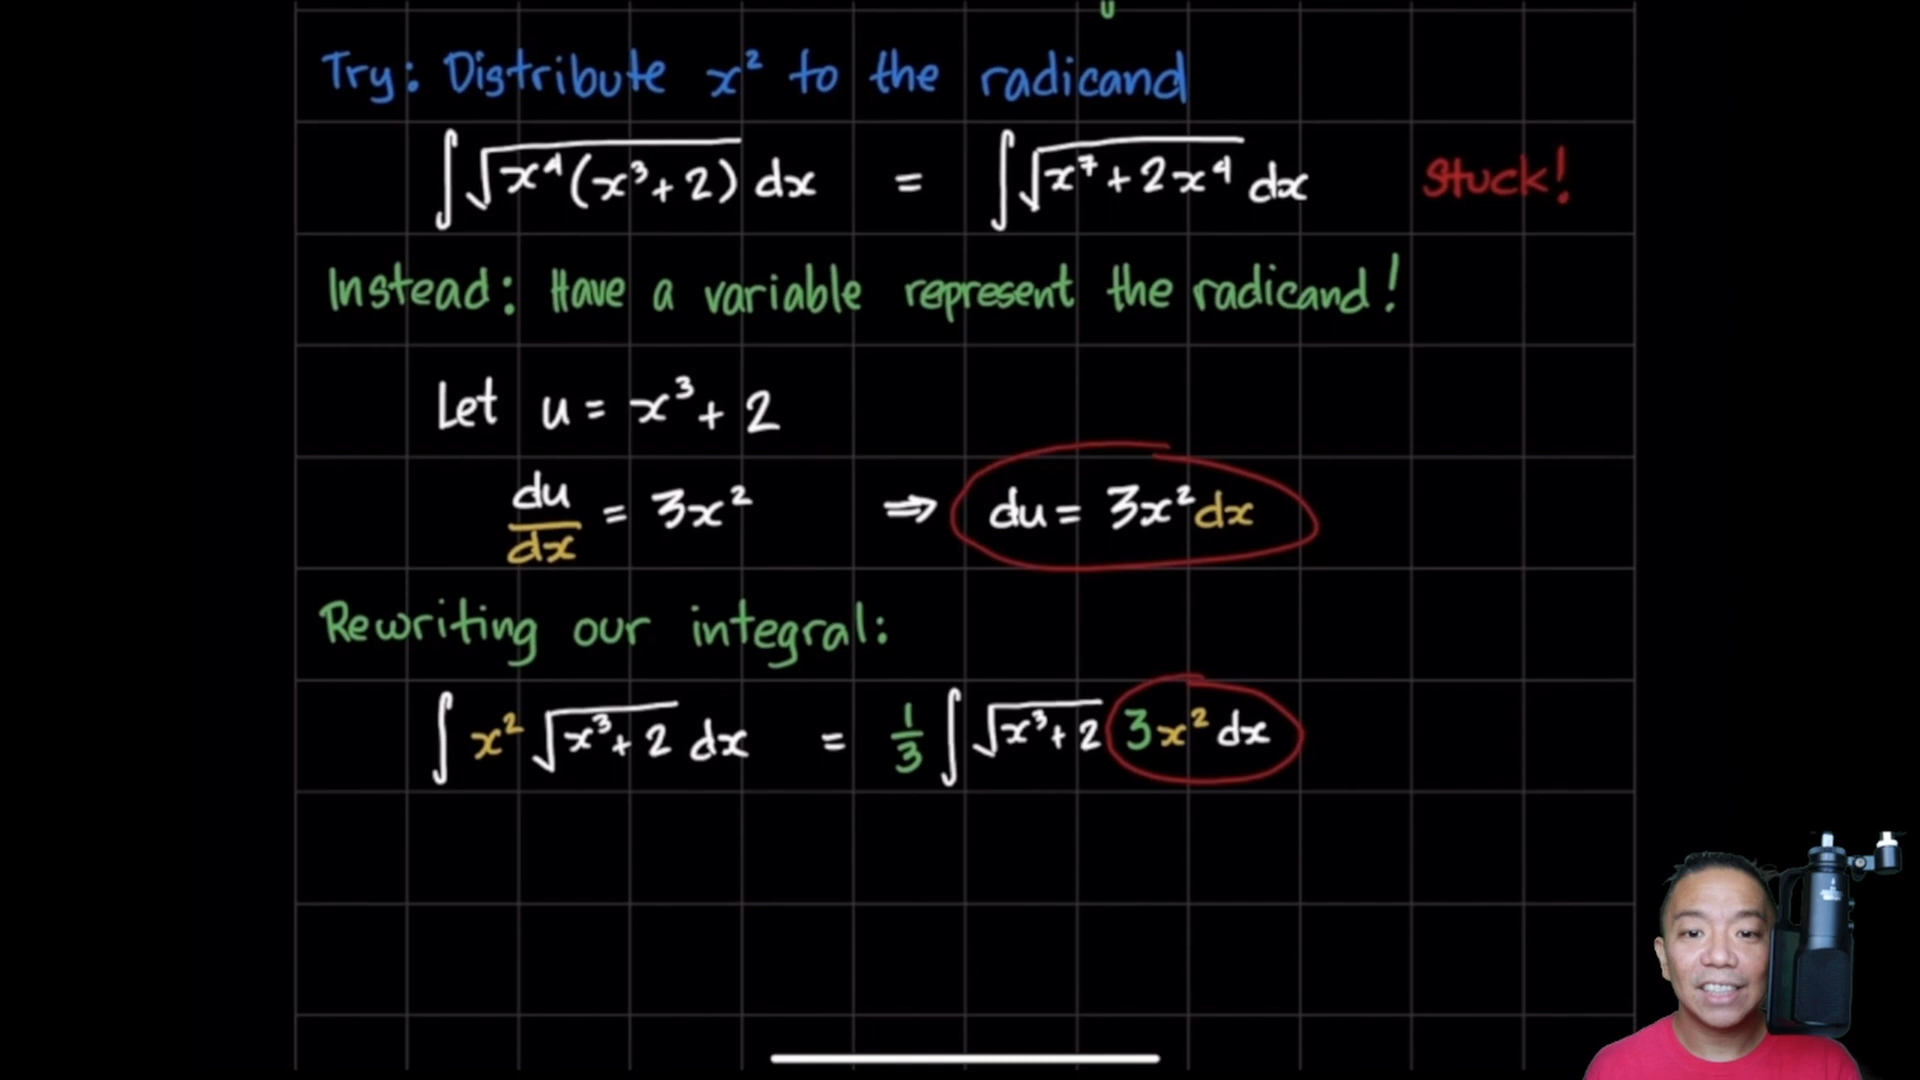 u
Try: Distribute x² to the radicand
∫√(x⁴(x³+2)) dx = ∫√(x⁷+2x⁴) dx Stuck!
Instead: Have a variable represent the radicand!
Let u = x³+2
du/dx = 3x² ⇒ du = 3x²dx
Rewriting our integral:
∫ x² √(x³+2) dx = 1/3 ∫ √(x³+2) 3x² dx